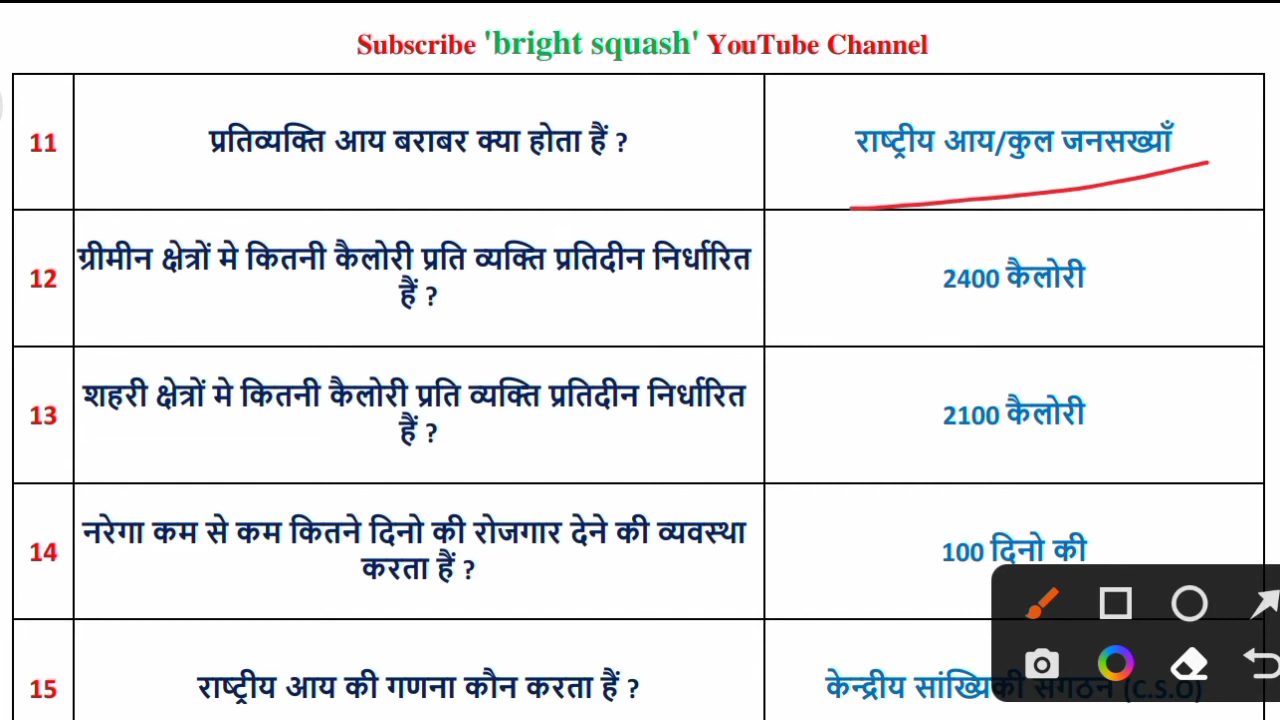 Subscribe 'bright squash' YouTube Channel
11 प्रतिव्यक्ति आय बराबर क्या होता हैं ? राष्ट्रीय आय/कुल जनसख्याँ
12 ग्रीमीन क्षेत्रों मे कितनी कैलोरी प्रति व्यक्ति प्रतिदीन निर्धारित
हैं ? 2400 कैलोरी
13 शहरी क्षेत्रों मे कितनी कैलोरी प्रति व्यक्ति प्रतिदीन निर्धारित
हैं ? 2100 कैलोरी
14 नरेगा कम से कम कितने दिनो की रोजगार देने की व्यवस्था
करता हैं ? 100 दिनो की
15 राष्ट्रीय आय की गणना कौन करता हैं ? केन्द्रीय सांख्यिकी संगठन (C.S.O)